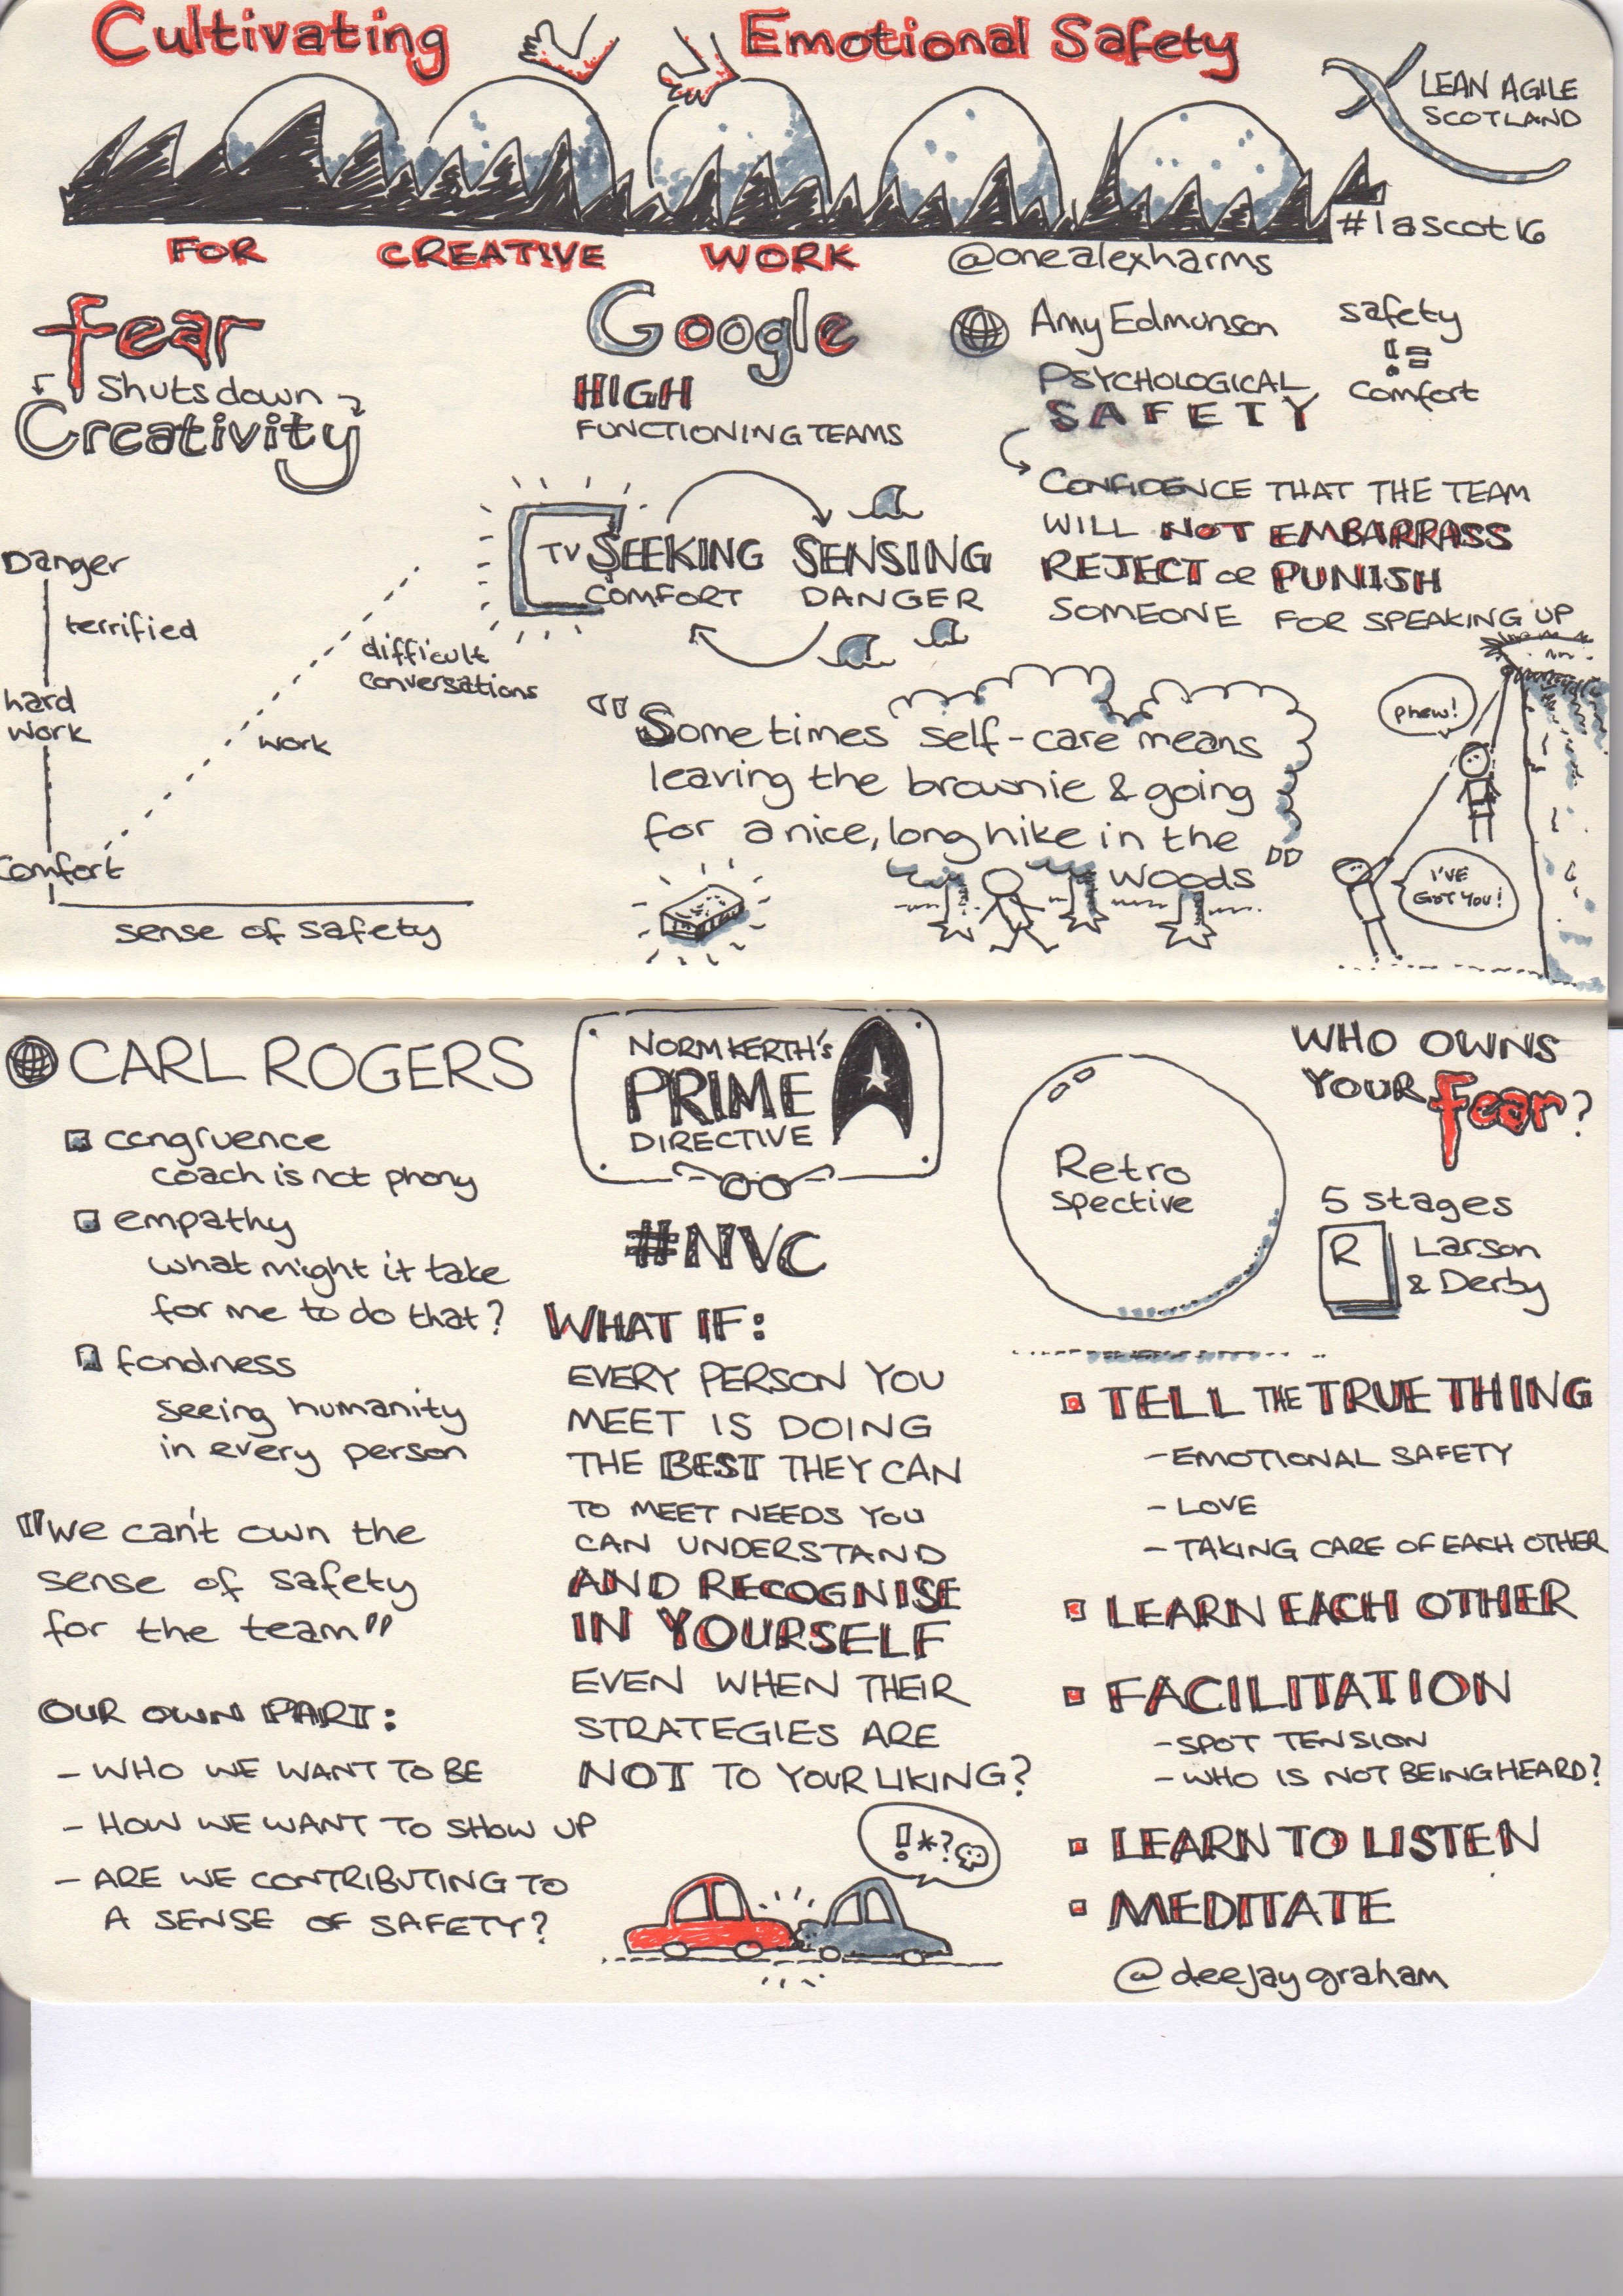 Cultivating Emotional Safety
LEAN AGILE
SCOTLAND
#lascot16
FOR CREATIVE WORK
@onealexharms
fear
Shuts down
Creativity
Danger
terrified
hard
work
Comfort
difficult
conversations
work
sense of safety
Google
HIGH
FUNCTIONING TEAMS
TV
SEEKING
COMFORT
SENSING
DANGER
Amy Edmunson
PSYCHOLOGICAL
SAFETY
safety
!=
comfort
CONFIDENCE THAT THE TEAM
WILL NOT EMBARRASS
REJECT or PUNISH
SOMEONE FOR SPEAKING UP
"Sometimes self-care means
leaving the brownie & going
for a nice, long hike in the
woods"
phew!
I'VE
GOT YOU!
CARL ROGERS
congruence
coach is not phony
empathy
what might it take
for me to do that?
fondness
seeing humanity
in every person
"We can't own the
sense of safety
for the team"
OUR OWN PART:
- WHO WE WANT TO BE
- HOW WE WANT TO SHOW UP
- ARE WE CONTRIBUTING TO
A SENSE OF SAFETY?
NORM KERTH's
PRIME
DIRECTIVE
#NVC
WHAT IF:
EVERY PERSON YOU
MEET IS DOING
THE BEST THEY CAN
TO MEET NEEDS YOU
CAN UNDERSTAND
AND RECOGNISE
IN YOURSELF
EVEN WHEN THEIR
STRATEGIES ARE
NOT TO YOUR LIKING?
!*?
Retro
spective
WHO OWNS
YOUR fear?
5 stages
R
Larson
& Derby
TELL THE TRUE THING
- EMOTIONAL SAFETY
- LOVE
- TAKING CARE OF EACH OTHER
LEARN EACH OTHER
FACILITATION
- SPOT TENSION
- WHO IS NOT BEING HEARD?
LEARN TO LISTEN
MEDITATE
@deejaygraham